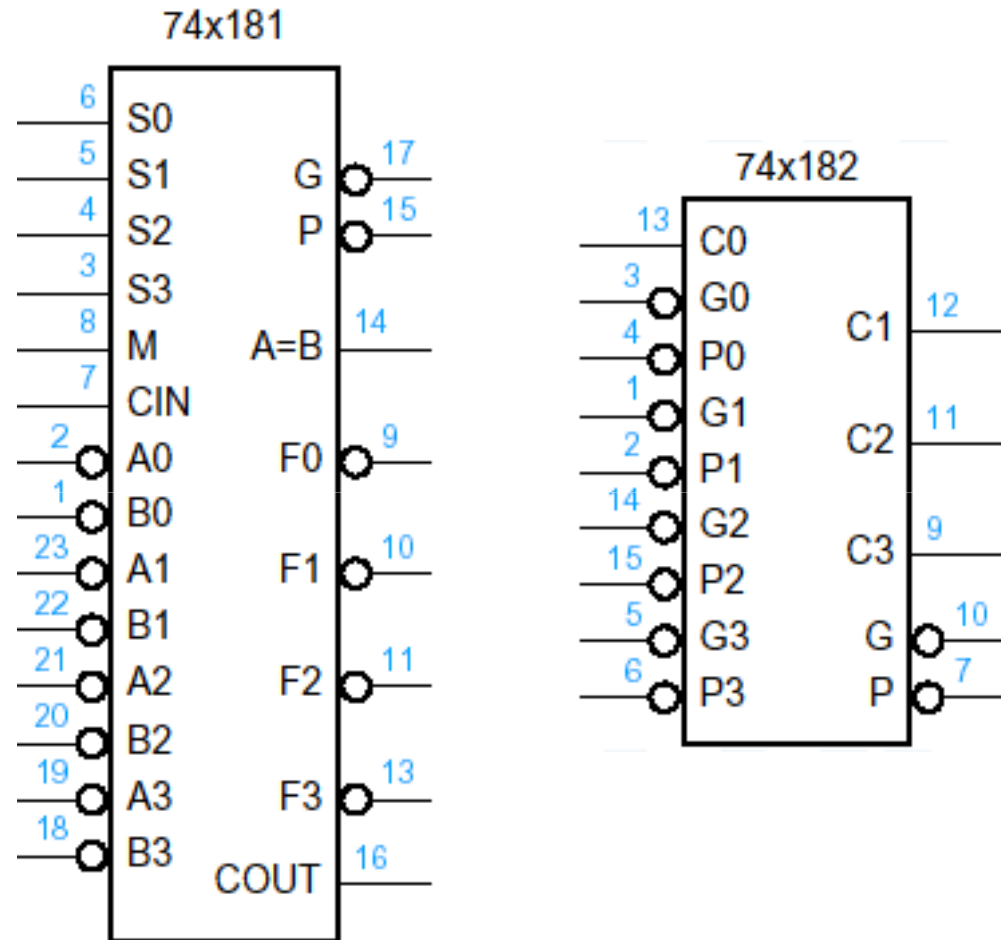 74x181
6 S0
5 S1
G 17
4 S2
P 15
3 S3
8 M
A=B 14
7 CIN
2 A0
F0 9
1 B0
23 A1
F1 10
22 B1
21 A2
F2 11
20 B2
19 A3
F3 13
18 B3
COUT 16
74x182
13 C0
3 G0
C1 12
4 P0
1 G1
C2 11
2 P1
14 G2
C3 9
15 P2
5 G3
G 10
6 P3
P 7